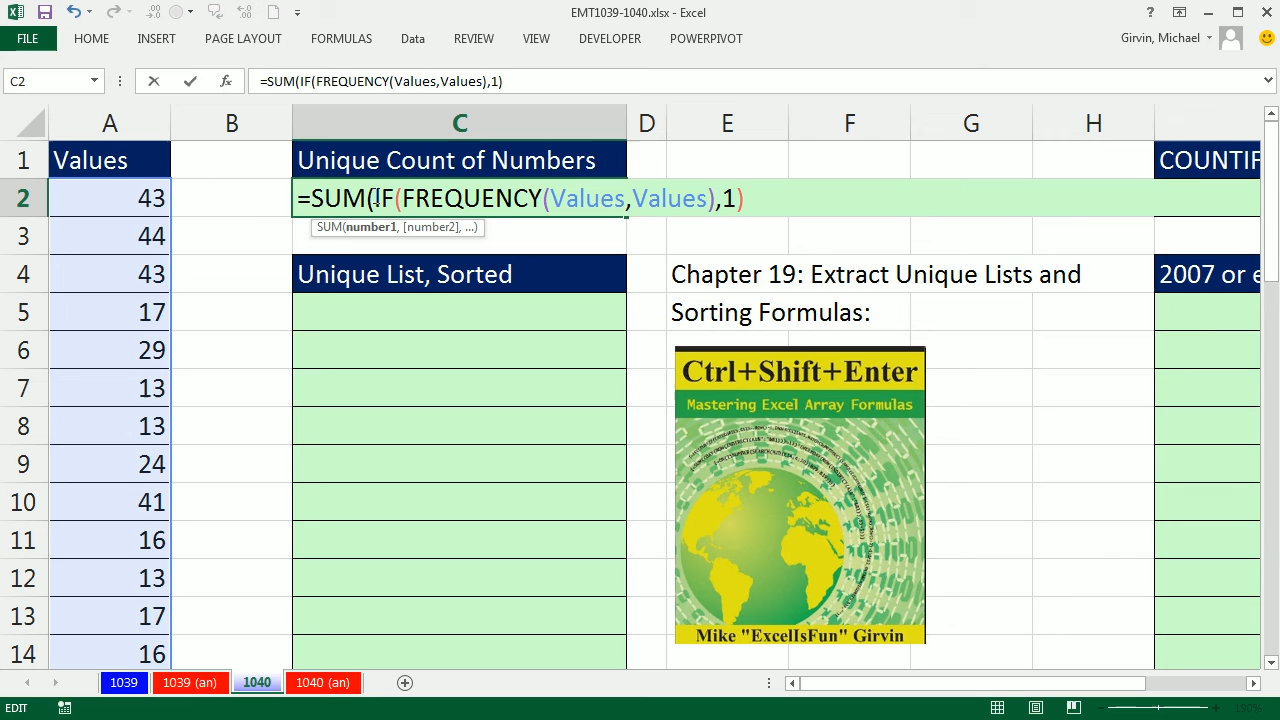 EMT1039-1040.xlsx - Excel
FILE HOME INSERT PAGE LAYOUT FORMULAS Data REVIEW VIEW DEVELOPER POWERPIVOT Girvin, Michael
C2 =SUM(IF(FREQUENCY(Values,Values),1)
A B C D E F G H
1 Values Unique Count of Numbers COUNTIF
2 43 =SUM(IF(FREQUENCY(Values,Values),1)
SUM(number1, [number2], ...)
3 44
4 43 Unique List, Sorted Chapter 19: Extract Unique Lists and 2007 or e
5 17 Sorting Formulas:
6 29
7 13 Ctrl+Shift+Enter
Mastering Excel Array Formulas
8 13
9 24
10 41
11 16
12 13
13 17
Mike "ExcelIsFun" Girvin
14 16
1039 1039 (an) 1040 1040 (an)
EDIT 190%